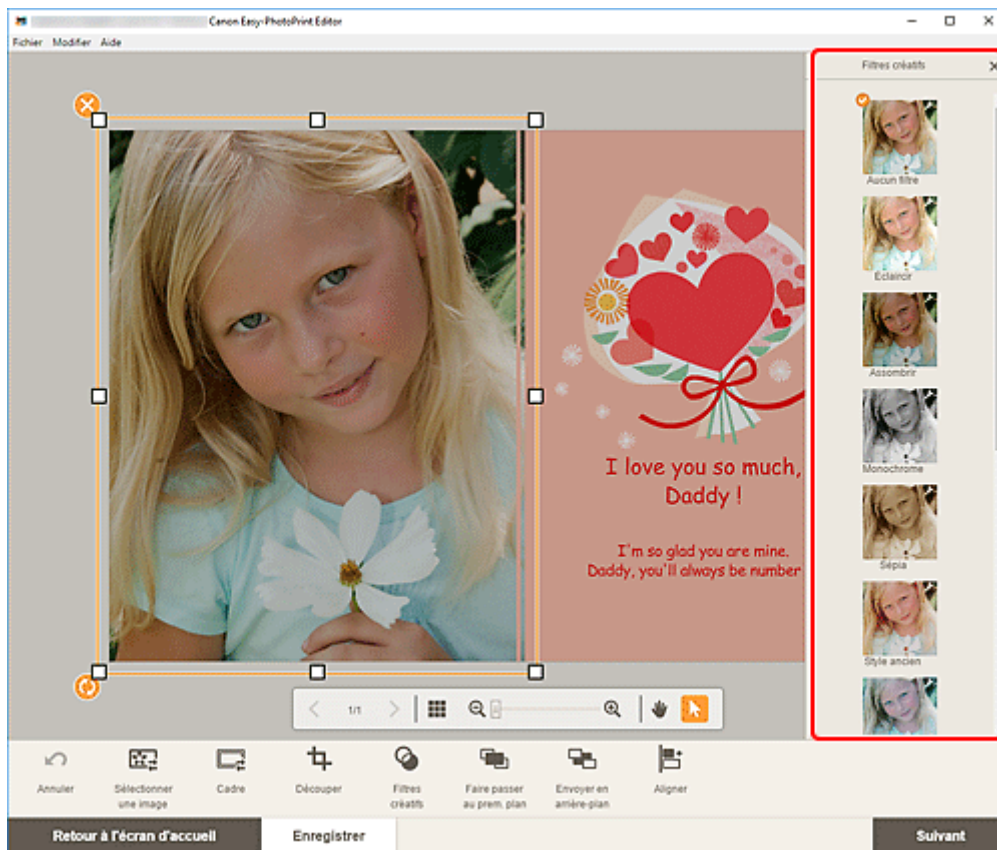 Canon Easy-PhotoPrint Editor
Fichier Modifier Aide
Filtres créatifs
Aucun filtre
Eclaircir
Assombrir
Monochrome
Sépia
Style ancien
I love you so much,
Daddy !
I'm so glad you are mine.
Daddy, you'll always be number
1/1
Annuler
Sélectionner
une image
Cadre
Découper
Filtres
créatifs
Faire passer
au prem. plan
Envoyer en
arrière-plan
Aligner
Retour à l'écran d'accueil
Enregistrer
Suivant